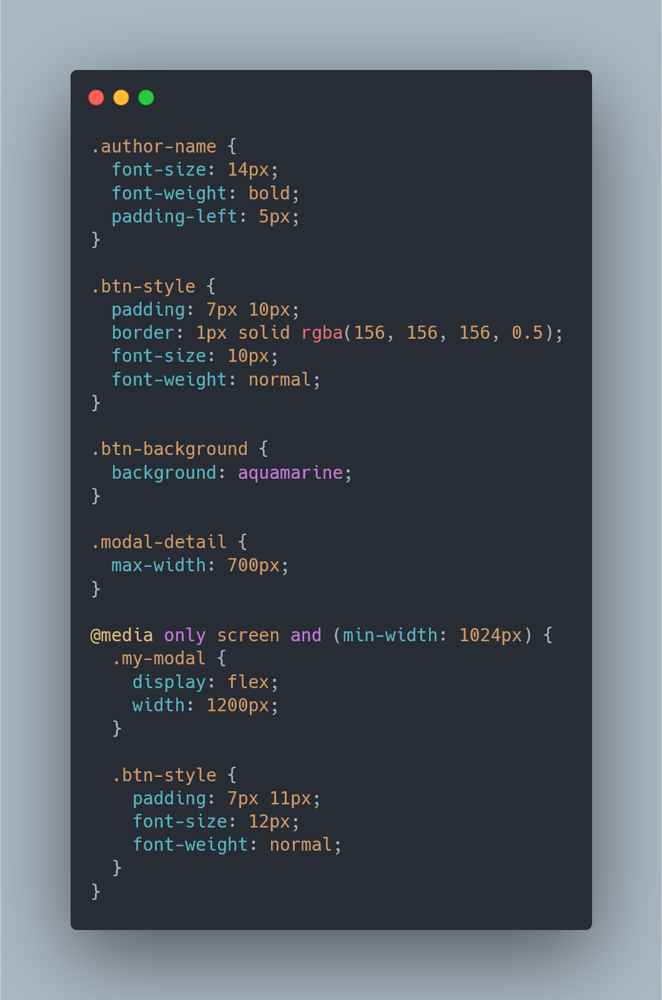 .author-name {
  font-size: 14px;
  font-weight: bold;
  padding-left: 5px;
}

.btn-style {
  padding: 7px 10px;
  border: 1px solid rgba(156, 156, 156, 0.5);
  font-size: 10px;
  font-weight: normal;
}

.btn-background {
  background: aquamarine;
}

.modal-detail {
  max-width: 700px;
}

@media only screen and (min-width: 1024px) {
  .my-modal {
    display: flex;
    width: 1200px;
  }

  .btn-style {
    padding: 7px 11px;
    font-size: 12px;
    font-weight: normal;
  }
}